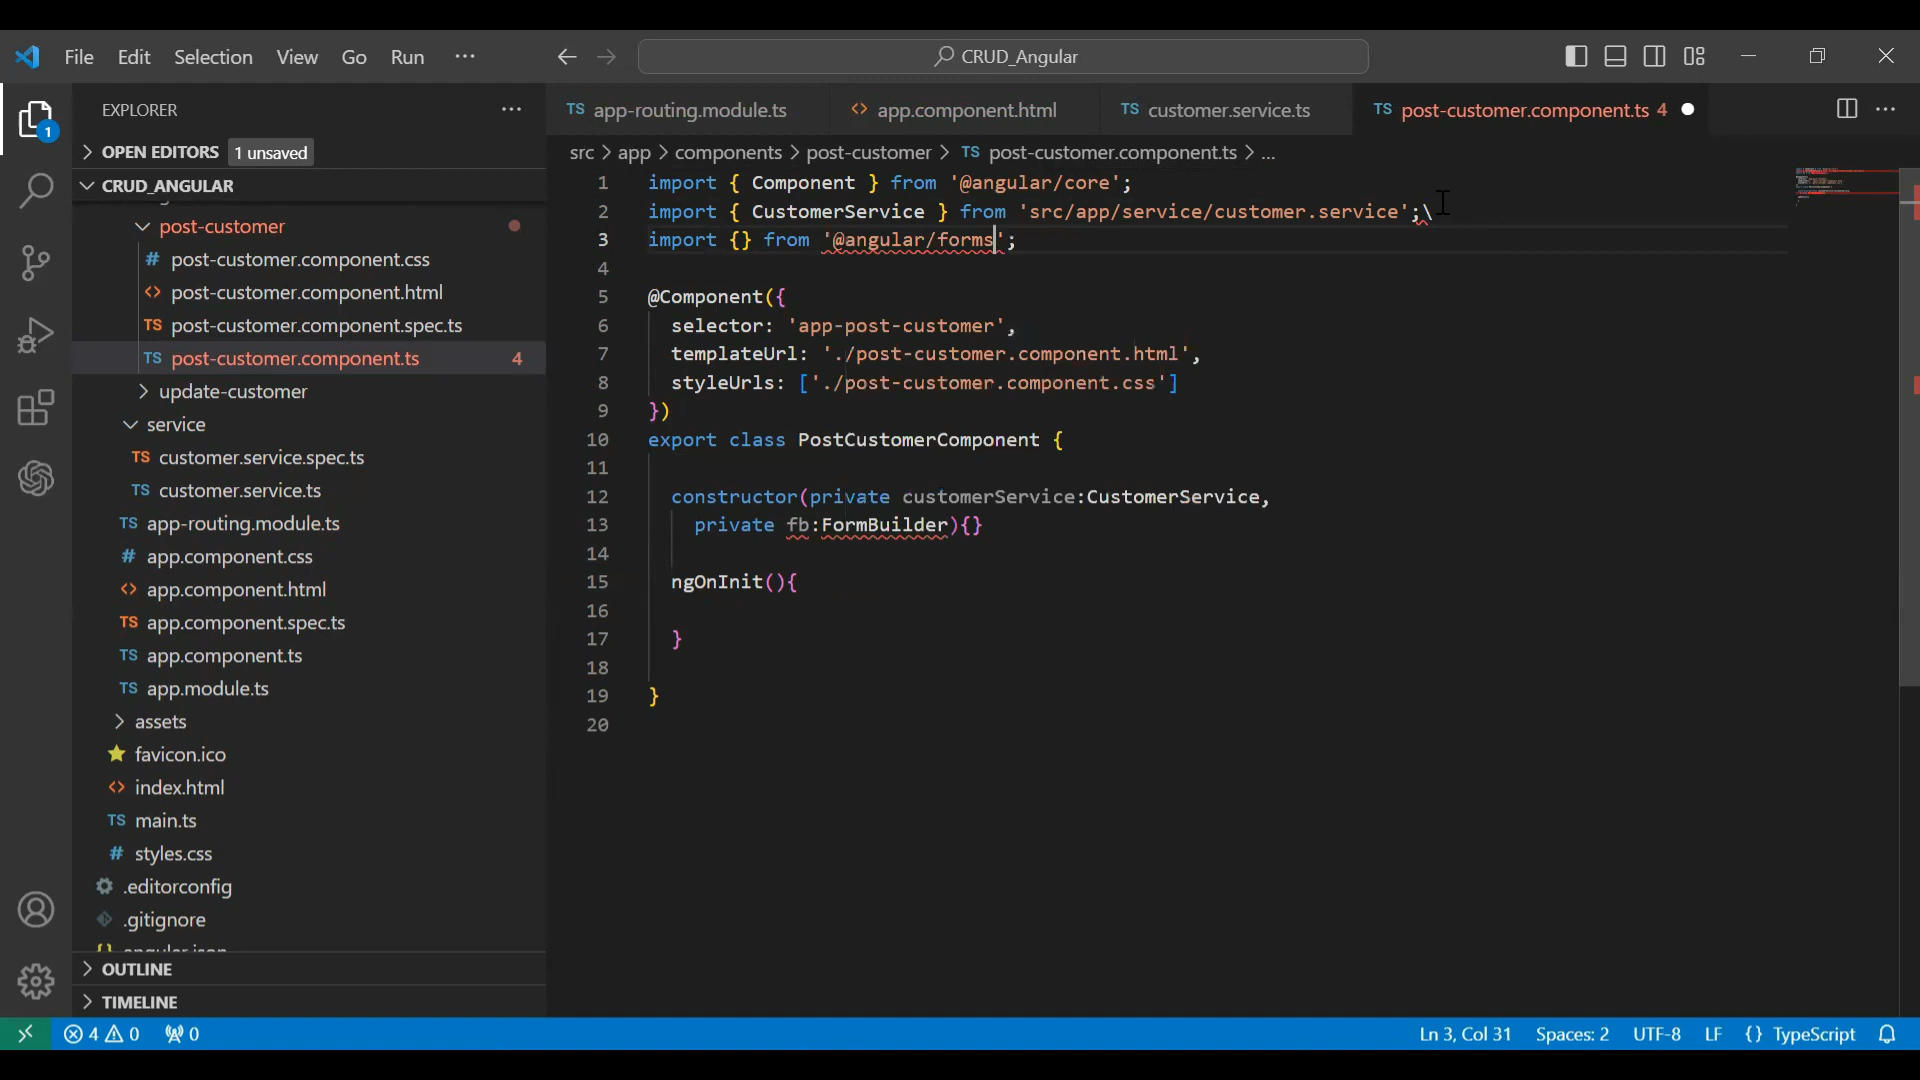 File Edit Selection View Go Run ···
CRUD_Angular
EXPLORER
OPEN EDITORS 1 unsaved
CRUD_ANGULAR
post-customer
post-customer.component.css
post-customer.component.html
post-customer.component.spec.ts
post-customer.component.ts 4
update-customer
service
customer.service.spec.ts
customer.service.ts
app-routing.module.ts
app.component.css
app.component.html
app.component.spec.ts
app.component.ts
app.module.ts
assets
favicon.ico
index.html
main.ts
styles.css
.editorconfig
.gitignore
angular.json
OUTLINE
TIMELINE
1
TS app-routing.module.ts <> app.component.html TS customer.service.ts TS post-customer.component.ts 4
src > app > components > post-customer > TS post-customer.component.ts > ...
1 import { Component } from '@angular/core';
2 import { CustomerService } from 'src/app/service/customer.service';\
3 import {} from '@angular/forms';
4
5 @Component({
6 selector: 'app-post-customer',
7 templateUrl: './post-customer.component.html',
8 styleUrls: ['./post-customer.component.css']
9 })
10 export class PostCustomerComponent {
11
12 constructor(private customerService:CustomerService,
13 private fb:FormBuilder){}
14
15 ngOnInit(){
16
17 }
18
19 }
20
4 0 0 Ln 3, Col 31 Spaces: 2 UTF-8 LF {} TypeScript